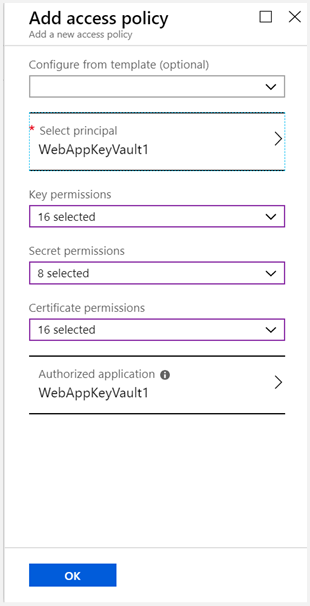 Add access policy
Add a new access policy
Configure from template (optional)
* Select principal
WebAppKeyVault1
Key permissions
16 selected
Secret permissions
8 selected
Certificate permissions
16 selected
Authorized application
WebAppKeyVault1
OK